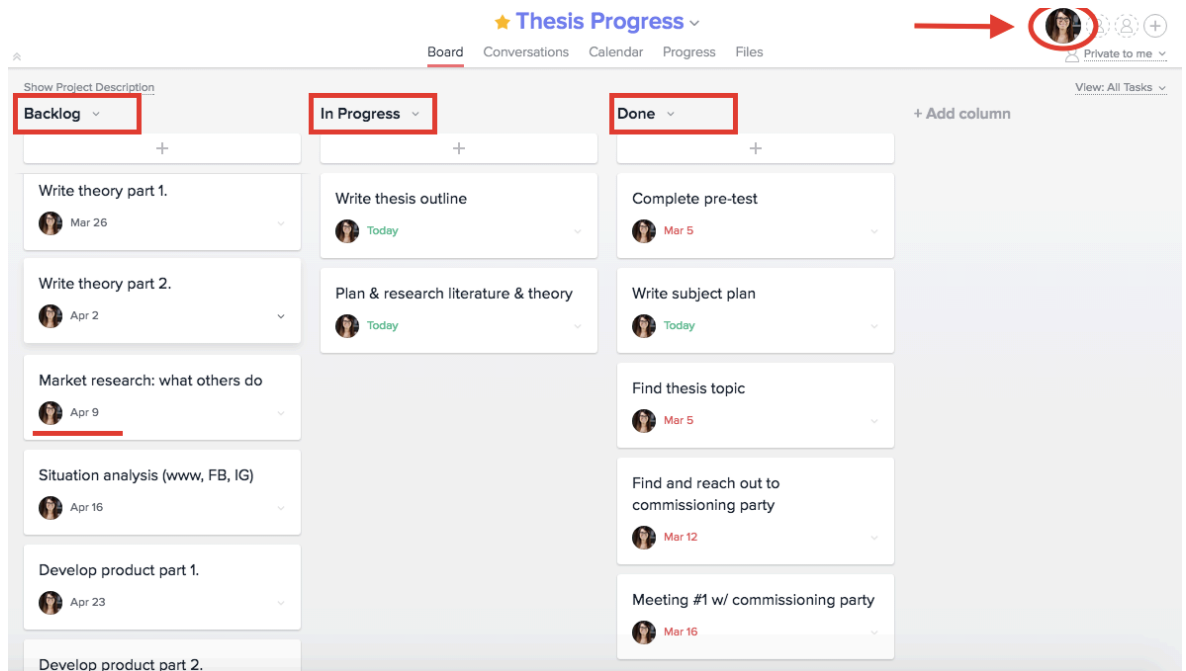 Thesis Progress
Board Conversations Calendar Progress Files
Private to me
Show Project Description
View: All Tasks
Backlog
Write theory part 1.
Mar 26
Write theory part 2.
Apr 2
Market research: what others do
Apr 9
Situation analysis (www, FB, IG)
Apr 16
Develop product part 1.
Apr 23
Develop product part 2.
In Progress
Write thesis outline
Today
Plan & research literature & theory
Today
Done
Complete pre-test
Mar 5
Write subject plan
Today
Find thesis topic
Mar 5
Find and reach out to
commissioning party
Mar 12
Meeting #1 w/ commissioning party
Mar 16
+ Add column